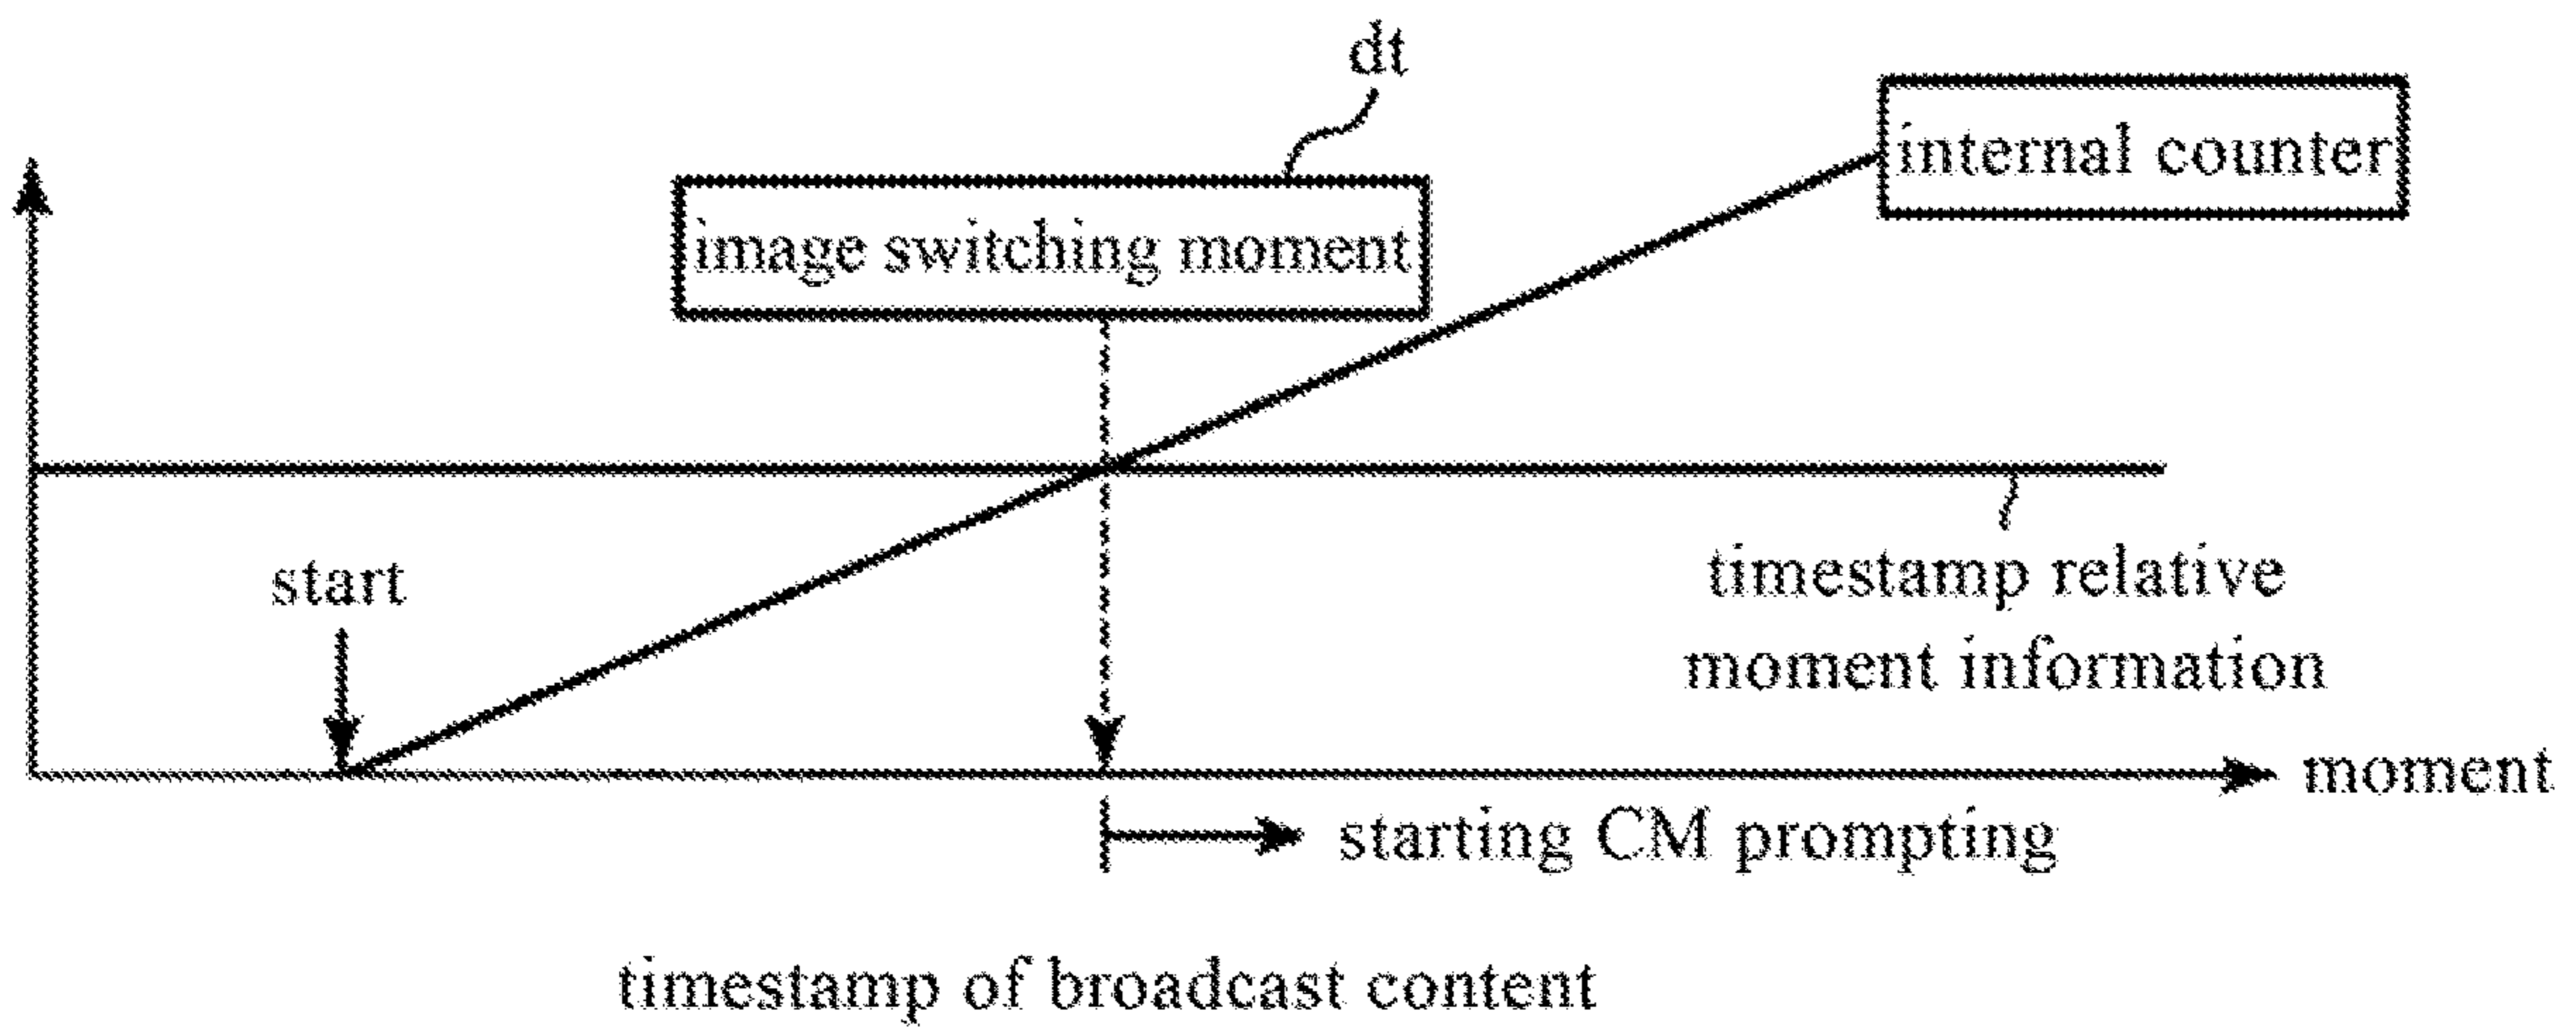 dt
internal counter
image switching moment
start
timestamp relative
moment information
moment
starting CM prompting
timestamp of broadcast content